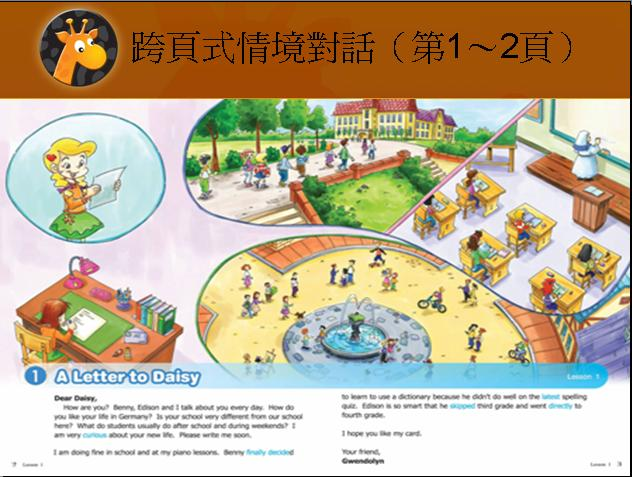 跨頁式情境對話（第1～2頁）
1 A Letter to Daisy
Lesson 1
Dear Daisy,
How are you? Benny, Edison and I talk about you every day. How do
you like your life in Germany? Is your school very different from our school
here? What do students usually do after school and during weekends? I
am very curious about your new life. Please write me soon.
I am doing fine in school and at my piano lessons. Benny finally decided
to learn to use a dictionary because he didn't do well on the latest spelling
quiz. Edison is so smart that he skipped third grade and went directly to
fourth grade.
I hope you like my card.
Your friend,
Gwendolyn
2 Lesson 1
Lesson 1 3